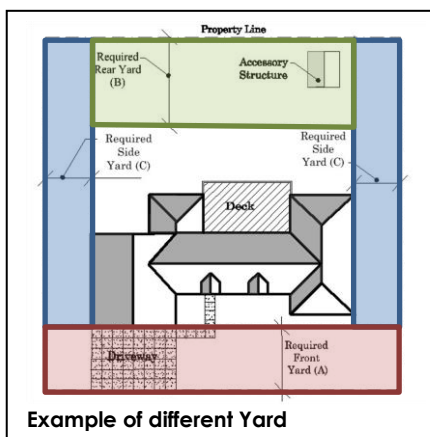 Property Line
Required
Rear Yard
(B)
Accessory
Structure
Required
Side
Yard (C)
Required
Side
Yard (C)
Deck
Driveway
Required
Front
Yard (A)
Example of different Yard